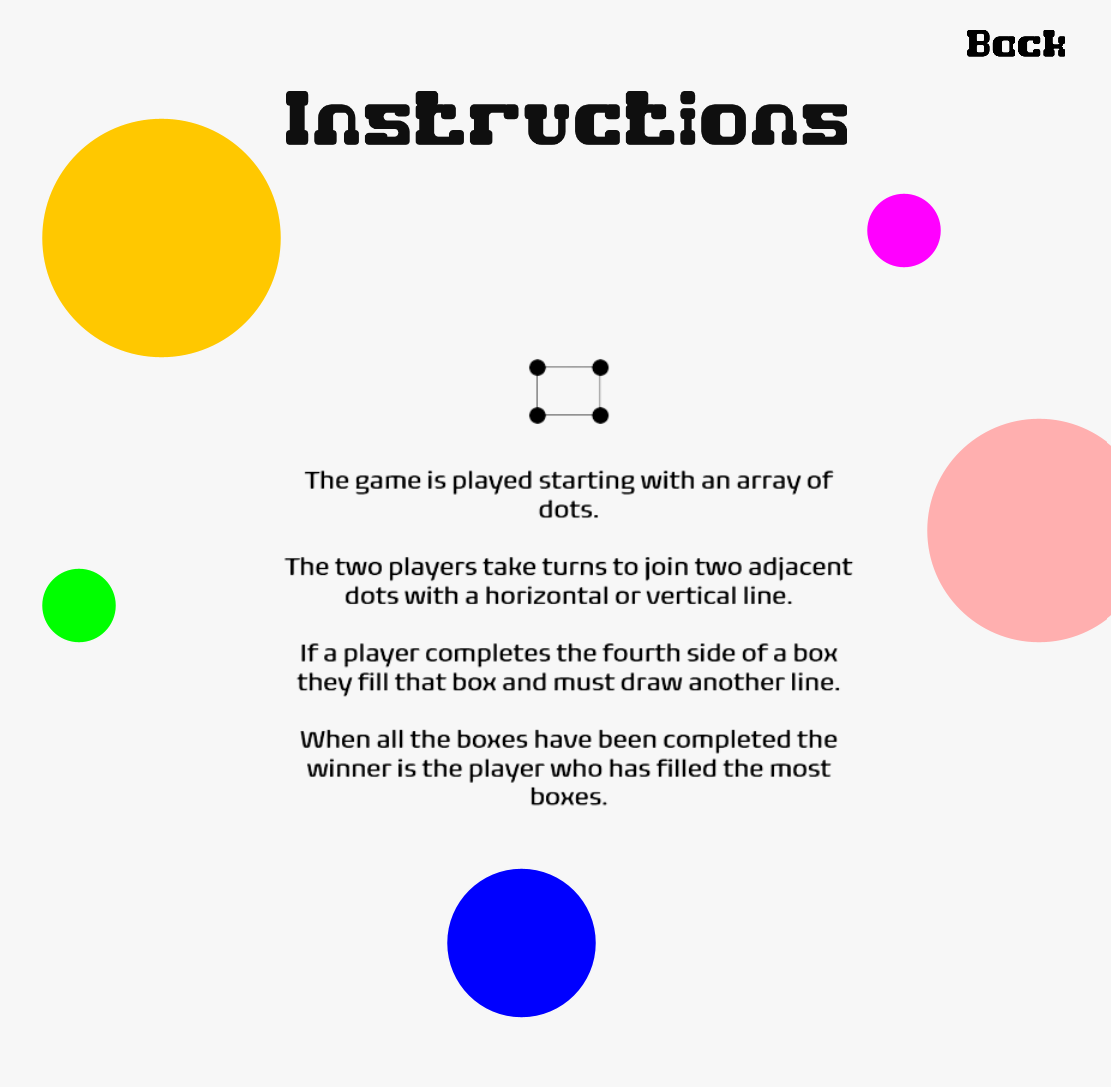 Back
Instructions
The game is played starting with an array of
dots.
The two players take turns to join two adjacent
dots with a horizontal or vertical line.
If a player completes the fourth side of a box
they fill that box and must draw another line.
When all the boxes have been completed the
winner is the player who has filled the most
boxes.